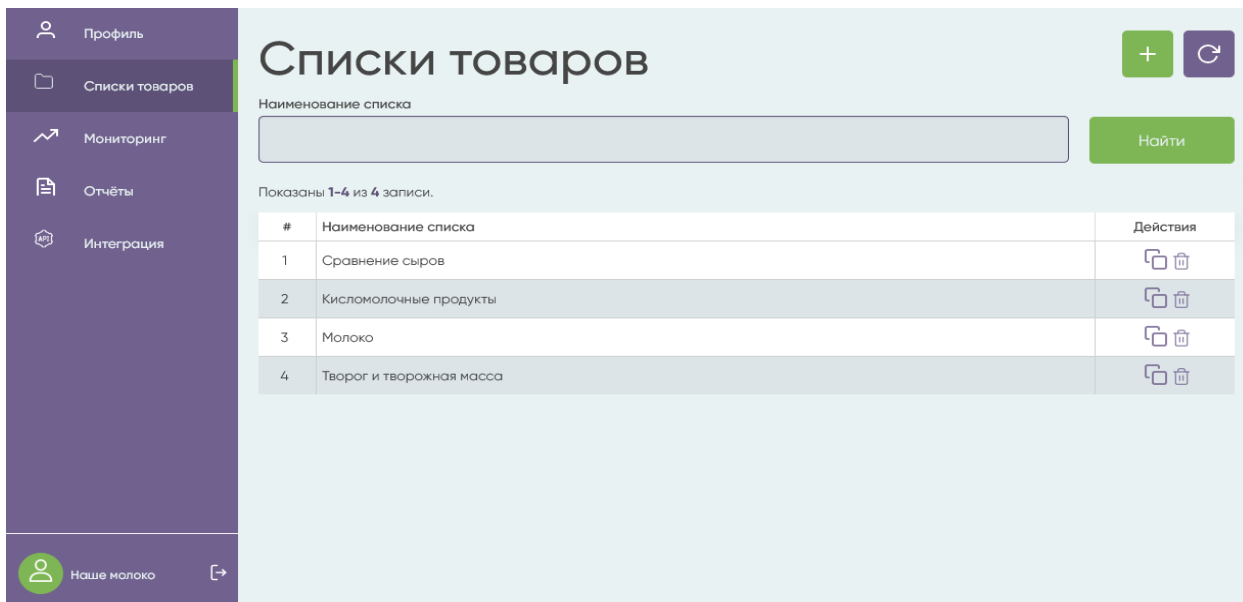 Профиль
Списки товаров
Мониторинг
Отчёты
API
Интеграция
Наше молоко
Списки товаров
Наименование списка
Найти
Показаны 1-4 из 4 записи.
# Наименование списка Действия
1 Сравнение сыров
2 Кисломолочные продукты
3 Молоко
4 Творог и творожная масса